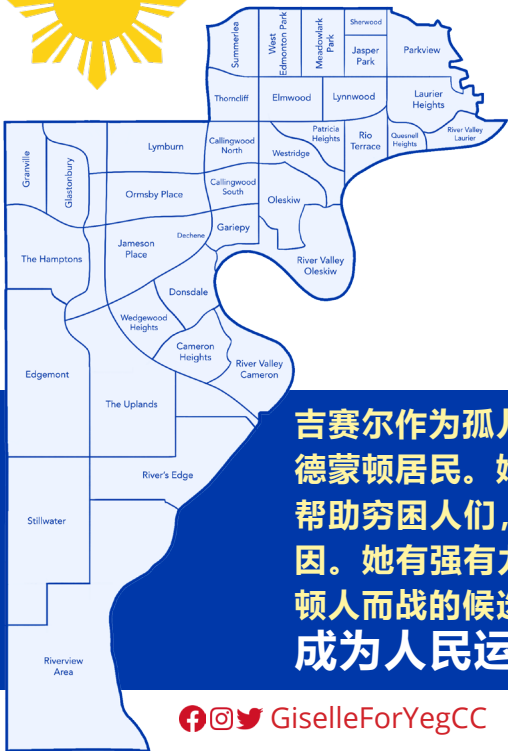 Summerlea
West
Edmonton Park
Meadowlark
Park
Sherwood
Jasper
Park
Parkview
Thorncliff
Elmwood
Lynnwood
Laurier
Heights
Granville
Glastonbury
Lymburn
Callingwood
North
Patricia
Heights
Westridge
Rio
Terrace
Quesnell
Heights
River Valley
Laurier
Ormsby Place
Callingwood
South
Oleskiw
The Hamptons
Jameson
Place
Dechene
Gariepy
River Valley
Oleskiw
Donsdale
Wedgewood
Heights
Cameron
Heights
River Valley
Cameron
Edgemont
The Uplands
River's Edge
Stillwater
Riverview
Area
吉赛尔作为孤
德蒙顿居民。
帮助穷困人们，
因。她有强有
顿人而战的候
成为人民运
GiselleForYegCC